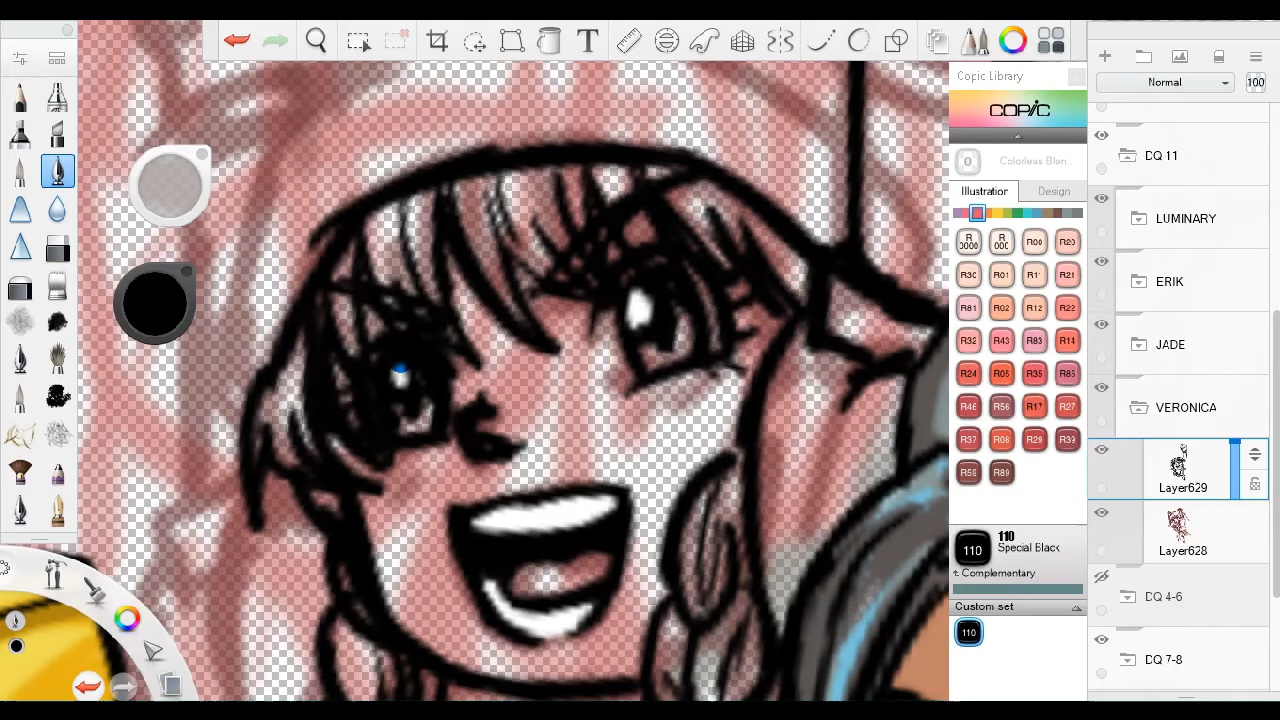 T
Copic Library
COPIC
0 Colorless Blen...
Illustration Design
R0000 R000 R00 R20
R30 R01 R11 R21
R81 R02 R12 R22
R32 R43 R83 R14
R24 R05 R35 R85
R46 R56 R17 R27
R37 R08 R29 R39
R59 R89
110 110
Special Black
Complementary
Custom set
110
Normal 100
DQ 11
LUMINARY
ERIK
JADE
VERONICA
Layer629
Layer628
DQ 4-6
DQ 7-8